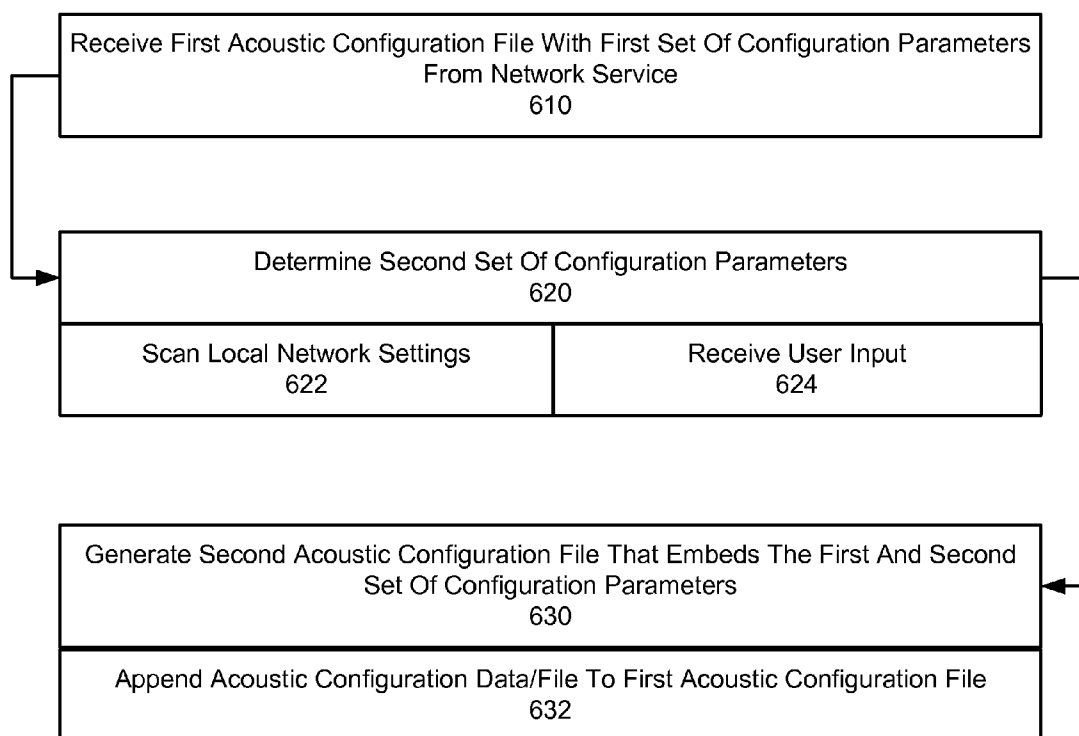 Receive First Acoustic Configuration File With First Set Of Configuration Parameters
From Network Service
610
Determine Second Set Of Configuration Parameters
620
Scan Local Network Settings
622
Receive User Input
624
Generate Second Acoustic Configuration File That Embeds The First And Second
Set Of Configuration Parameters
630
Append Acoustic Configuration Data/File To First Acoustic Configuration File
632